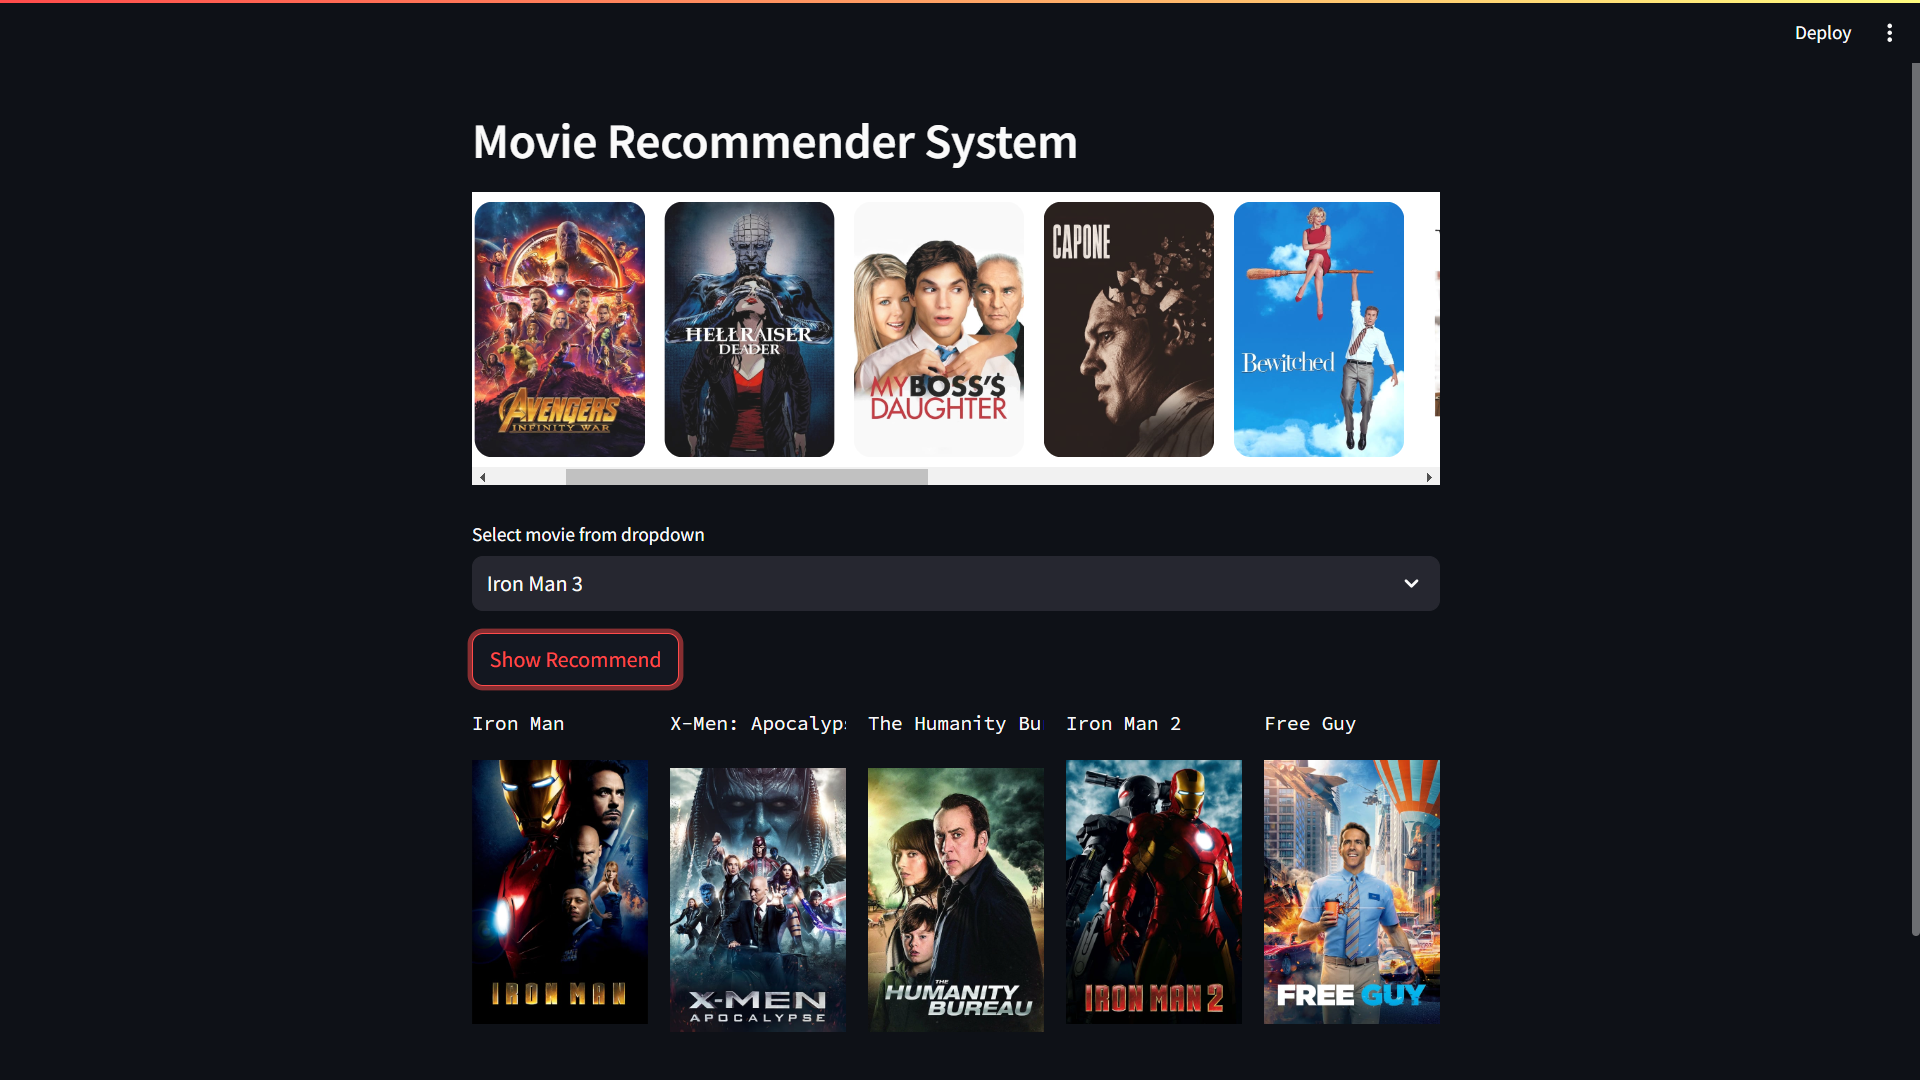 Deploy
Movie Recommender System
AVENGERS
INFINITY WAR
HELLRAISER
DEADER
MY BOSS'$
DAUGHTER
CAPONE
Bewitched
Select movie from dropdown
Iron Man 3
Show Recommend
Iron Man
X-Men: Apocalyp
The Humanity Bu
Iron Man 2
Free Guy
IRON MAN
X-MEN
APOCALYPSE
THE
HUMANITY
BUREAU
IRON MAN 2
FREE GUY